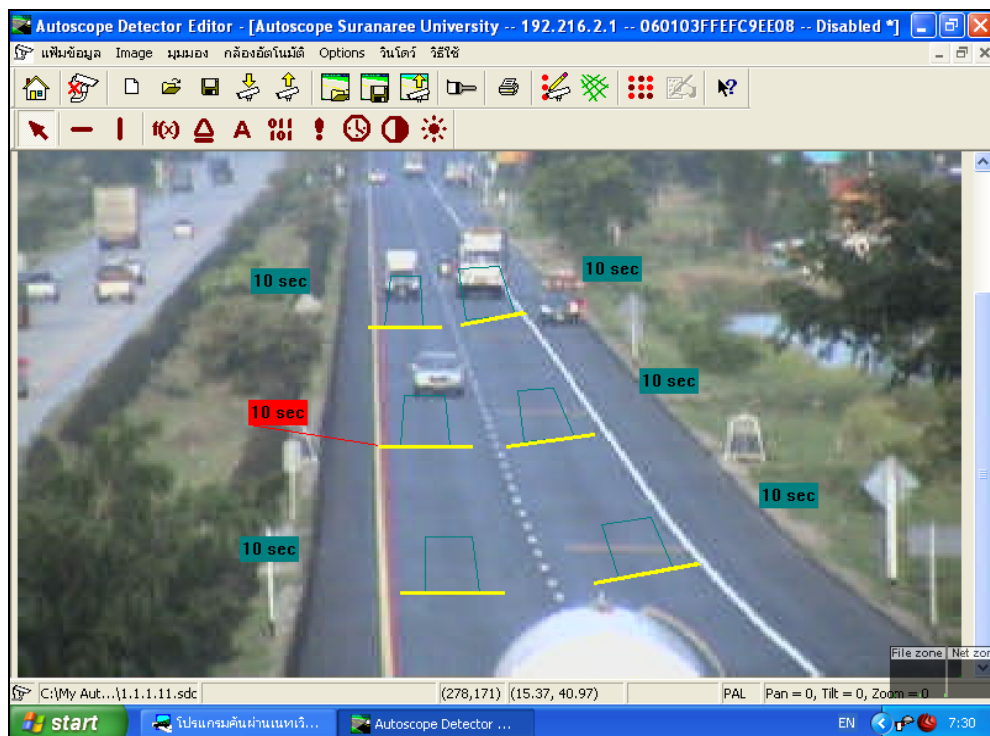 Autoscope Detector Editor - [Autoscope Suranaree University -- 192.216.2.1 -- 060103FFEFC9EE08 -- Disabled *]
แฟ้มข้อมูล Image มุมมอง กล้องอัตโนมัติ Options วินโดว์ วิธีใช้
f(x) A
10 sec
10 sec
10 sec
10 sec
10 sec
10 sec
File zone Net zon
C:\My Aut...\1.1.1.11.sdc (278,171) (15.37, 40.97) PAL Pan = 0, Tilt = 0, Zoom = 0
start โปรแกรมค้นผ่านเนทเวิ... Autoscope Detector ... EN 7:30